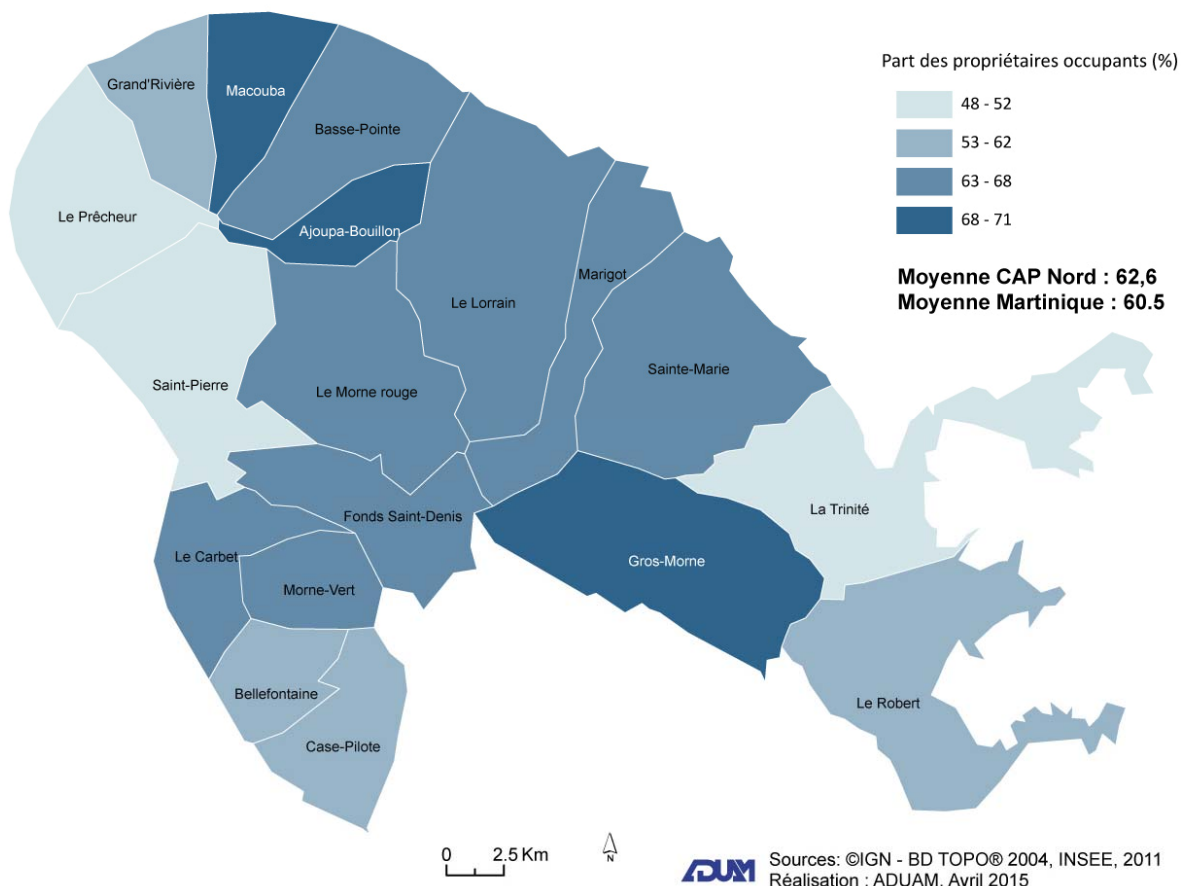 Grand'Rivière
Macouba
Basse-Pointe
Le Prêcheur
Ajoupa-Bouillon
Le Lorrain
Marigot
Saint-Pierre
Le Morne rouge
Sainte-Marie
Fonds Saint-Denis
La Trinité
Le Carbet
Gros-Morne
Morne-Vert
Bellefontaine
Le Robert
Case-Pilote
Part des propriétaires occupants (%)
48 - 52
53 - 62
63 - 68
68 - 71
Moyenne CAP Nord : 62,6
Moyenne Martinique : 60.5
0 2.5 Km
N
ADUAM
Sources: ©IGN - BD TOPO® 2004, INSEE, 2011
Réalisation : ADUAM, Avril 2015